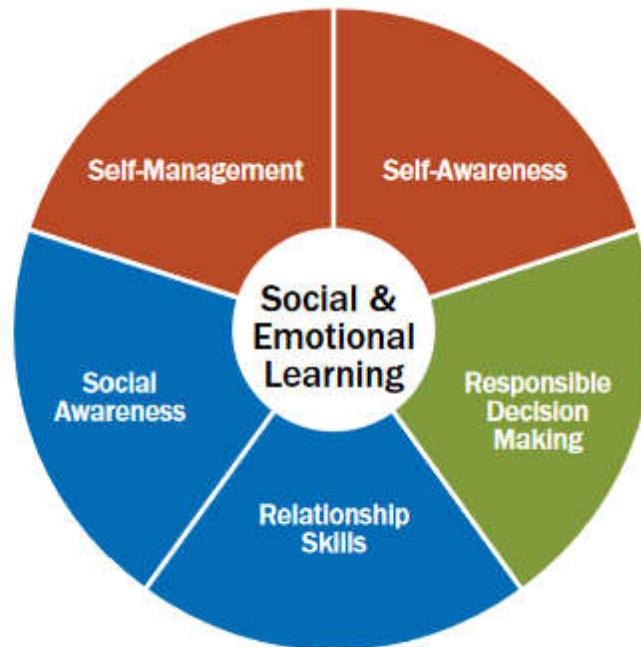 Self-Management
Self-Awareness
Social &
Emotional
Learning
Social
Awareness
Responsible
Decision
Making
Relationship
Skills